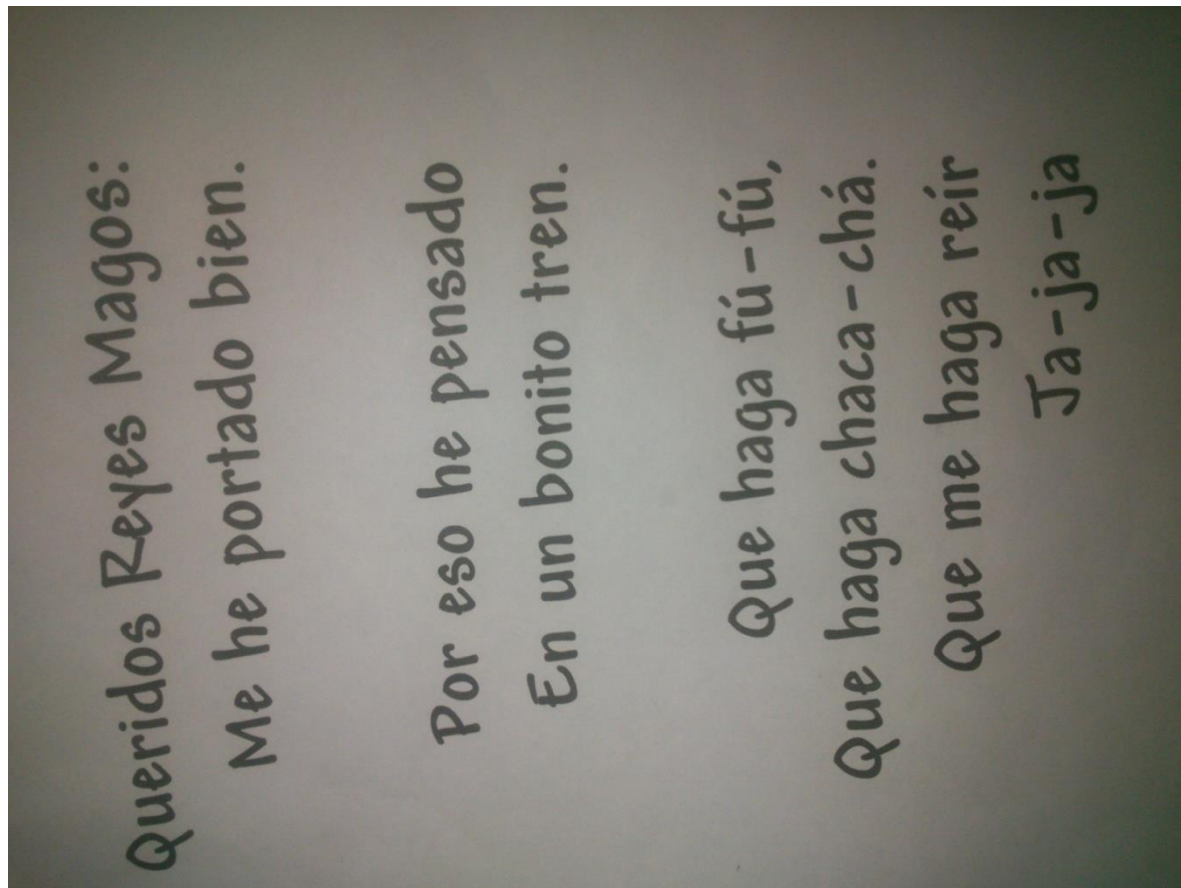 Queridos Reyes Magos:
Me he portado bien.
Por eso he pensado
En un bonito tren.
Que haga fú-fú,
Que haga chaca-chá.
Que me haga reír
Ja-ja-ja